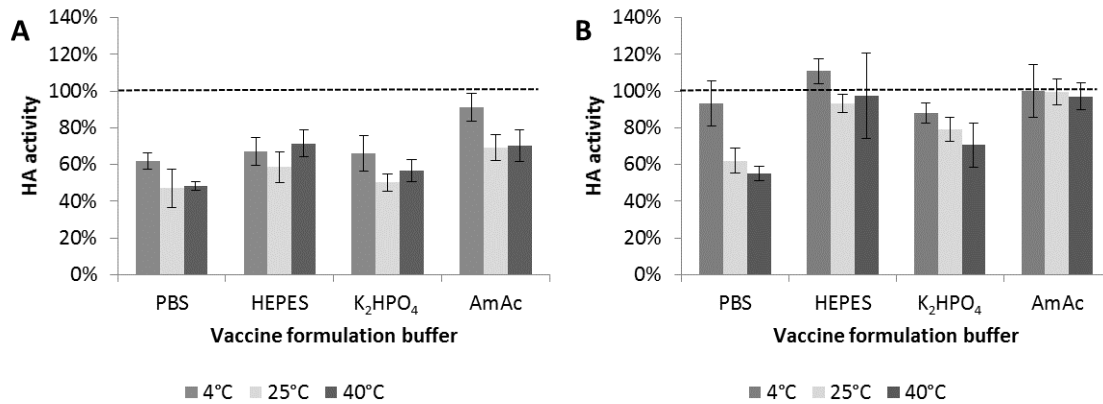 A
HA activity
140%
120%
100%
80%
60%
40%
20%
0%
PBS HEPES K₂HPO₄ AmAc
Vaccine formulation buffer
4°C 25°C 40°C
B
HA activity
140%
120%
100%
80%
60%
40%
20%
0%
PBS HEPES K₂HPO₄ AmAc
Vaccine formulation buffer
4°C 25°C 40°C